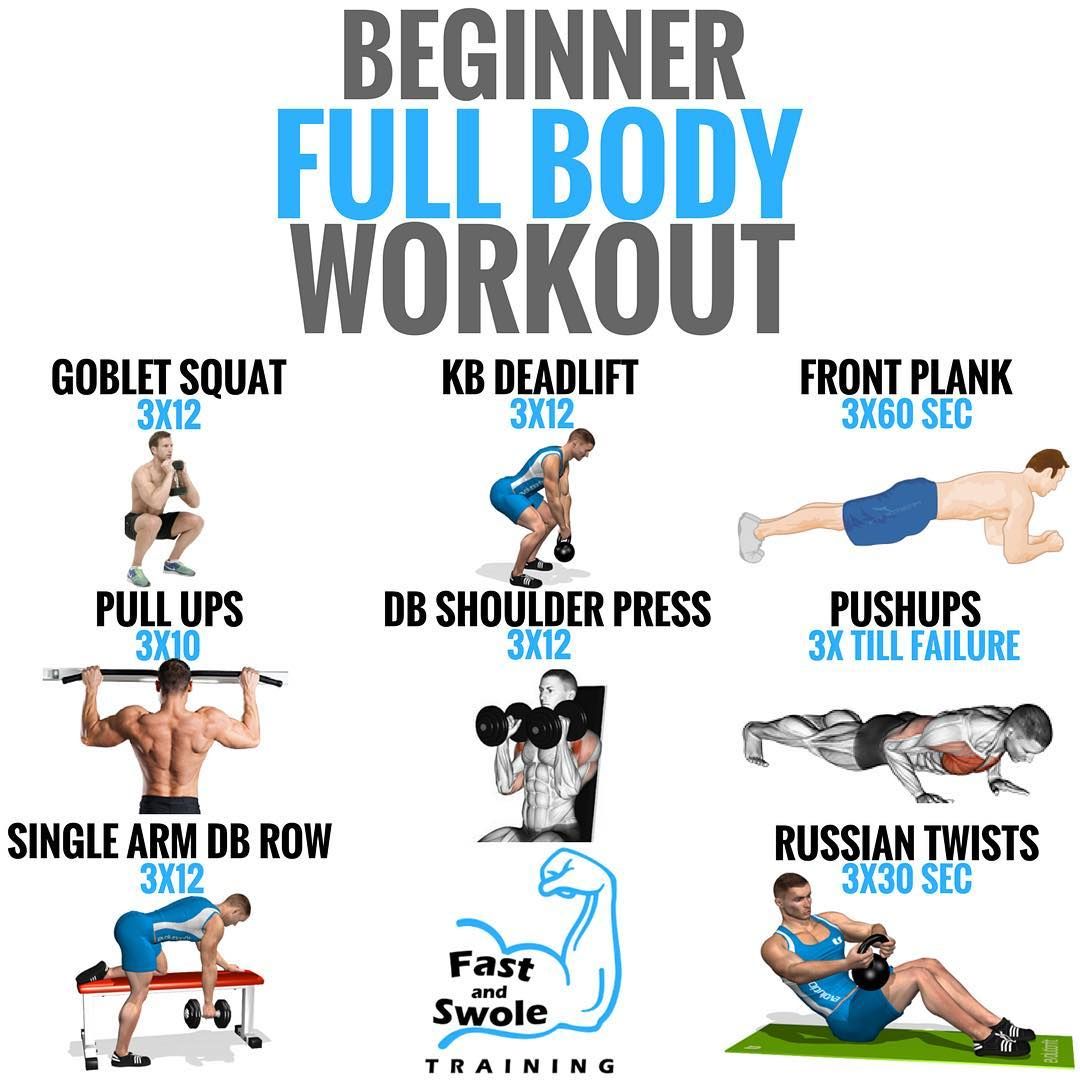 BEGINNER
FULL BODY
WORKOUT
GOBLET SQUAT
3X12
KB DEADLIFT
3X12
FRONT PLANK
3X60 SEC
PULL UPS
3X10
DB SHOULDER PRESS
3X12
PUSHUPS
3X TILL FAILURE
SINGLE ARM DB ROW
3X12
Fast
and
Swole
TRAINING
RUSSIAN TWISTS
3X30 SEC